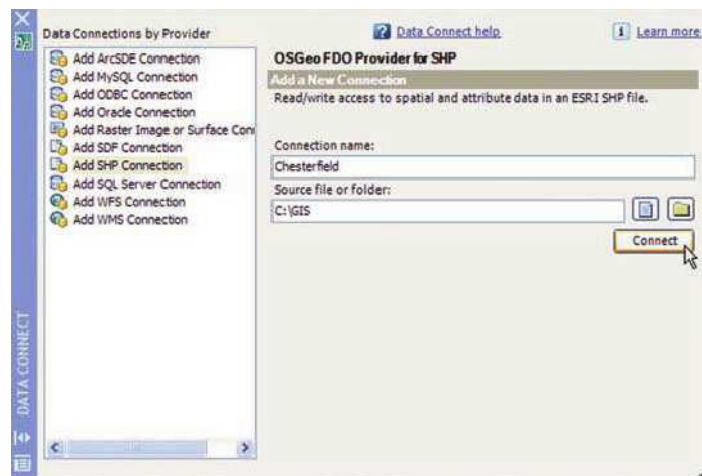 Data Connections by Provider
Data Connect help
Learn more
Add ArcSDE Connection
Add MySQL Connection
Add ODBC Connection
Add Oracle Connection
Add Raster Image or Surface Con
Add SDF Connection
Add SHP Connection
Add SQL Server Connection
Add WFS Connection
Add WMS Connection
OSGeo FDO Provider for SHP
Add a New Connection
Read/write access to spatial and attribute data in an ESRI SHP file.
Connection name:
Chesterfield
Source file or folder:
C:\GIS
Connect
DATA CONNECT